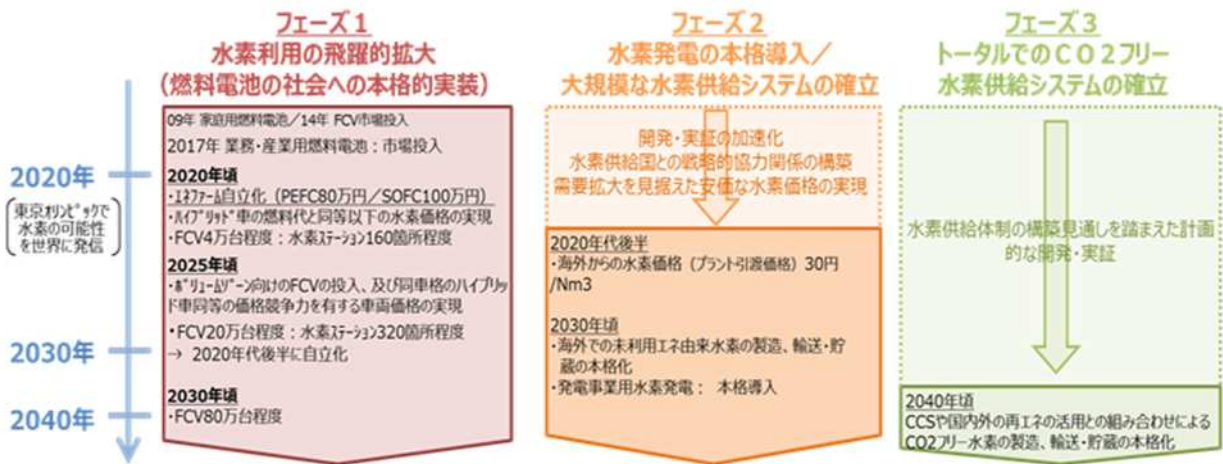 フェーズ1
水素利用の飛躍的拡大
(燃料電池の社会への本格的実装)
09年 家庭用燃料電池/14年 FCV市場投入
2017年 業務・産業用燃料電池:市場投入
2020年頃
・エネファーム自立化(PEFC80万円/SOFC100万円)
・ハイブリッド車の燃料代と同等以下の水素価格の実現
・FCV4万台程度:水素ステーション160箇所程度
2025年頃
・ボリュームゾーン向けのFCVの投入、及び同車格のハイブリッ
ド車同等の価格競争力を有する車両価格の実現
・FCV20万台程度:水素ステーション320箇所程度
→ 2020年代後半に自立化
2030年頃
・FCV80万台程度
2020年
東京オリンピックで
水素の可能性
を世界に発信
2030年
2040年
フェーズ2
水素発電の本格導入/
大規模な水素供給システムの確立
開発・実証の加速化
水素供給国との戦略的協力関係の構築
需要拡大を見据えた安価な水素価格の実現
2020年代後半
・海外からの水素価格(プラント引渡価格)30円
/Nm3
2030年頃
・海外での未利用エネ由来水素の製造、輸送・貯
蔵の本格化
・発電事業用水素発電: 本格導入
フェーズ3
トータルでのCO2フリー
水素供給システムの確立
水素供給体制の構築見通しを踏まえた計画
的な開発・実証
2040年頃
CCSや国内外の再エネの活用との組み合わせによる
CO2フリー水素の製造、輸送・貯蔵の本格化